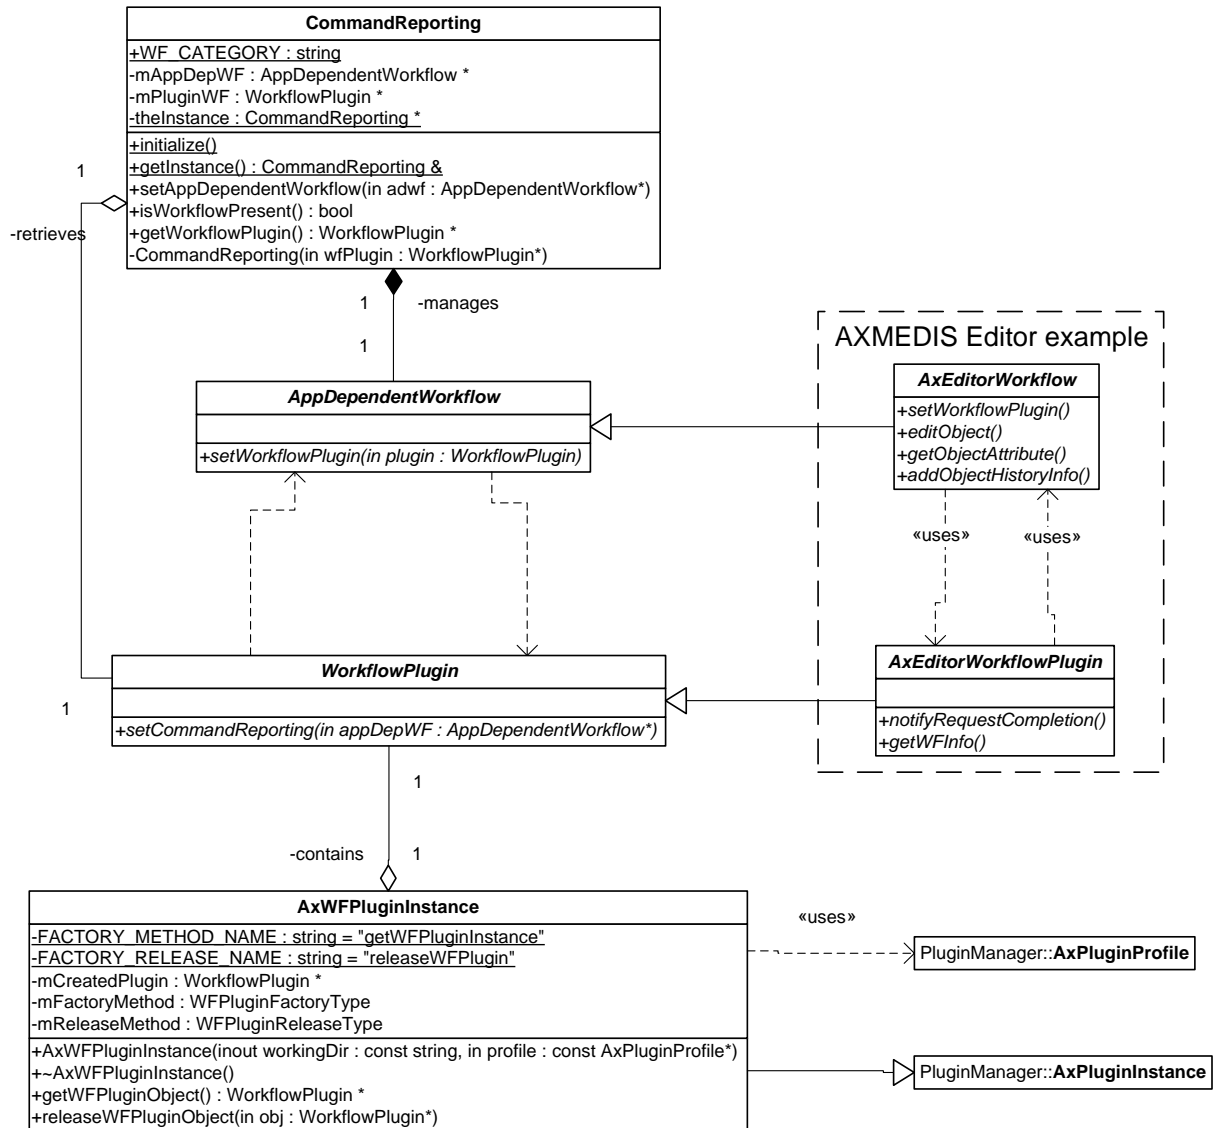 CommandReporting
+WF_CATEGORY : string
-mAppDepWF : AppDependentWorkflow *
-mPluginWF : WorkflowPlugin *
-theInstance : CommandReporting *
+initialize()
+getInstance() : CommandReporting &
+setAppDependentWorkflow(in adwf : AppDependentWorkflow*)
+isWorkflowPresent() : bool
+getWorkflowPlugin() : WorkflowPlugin *
-CommandReporting(in wfPlugin : WorkflowPlugin*)
1
-retrieves
1
-manages
1
AXMEDIS Editor example
AppDependentWorkflow
+setWorkflowPlugin(in plugin : WorkflowPlugin)
AxEditorWorkflow
+setWorkflowPlugin()
+editObject()
+getObjectAttribute()
+addObjectHistoryInfo()
«uses»
«uses»
WorkflowPlugin
+setCommandReporting(in appDepWF : AppDependentWorkflow*)
1
AxEditorWorkflowPlugin
+notifyRequestCompletion()
+getWFInfo()
1
-contains
1
AxWFPluginInstance
-FACTORY_METHOD_NAME : string = "getWFPluginInstance"
-FACTORY_RELEASE_NAME : string = "releaseWFPlugin"
-mCreatedPlugin : WorkflowPlugin *
-mFactoryMethod : WFPluginFactoryType
-mReleaseMethod : WFPluginReleaseType
+AxWFPluginInstance(inout workingDir : const string, in profile : const AxPluginProfile*)
+~AxWFPluginInstance()
+getWFPluginObject() : WorkflowPlugin *
+releaseWFPluginObject(in obj : WorkflowPlugin*)
«uses»
PluginManager::AxPluginProfile
PluginManager::AxPluginInstance